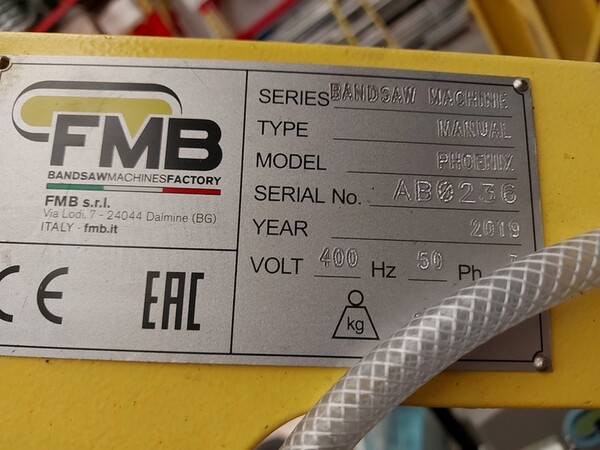 FMB
BANDSAWMACHINESFACTORY
FMB s.r.l.
Via Lodi, 7 - 24044 Dalmine (BG)
ITALY - fmb.it
CE EAC
SERIES BANDSAW MACHINE
TYPE MANUAL
MODEL PHOENIX
SERIAL No. AB0236
YEAR 2019
VOLT 400 Hz 50 Ph
kg